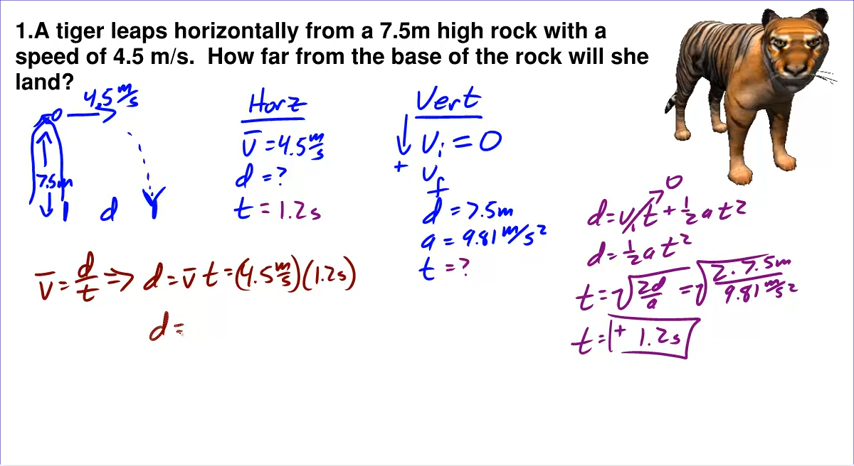 1.A tiger leaps horizontally from a 7.5m high rock with a
speed of 4.5 m/s. How far from the base of the rock will she
land?
4.5 m/s
7.5m
d
Horz
v̅ = 4.5 m/s
d = ?
t = 1.2s
Vert
+
vᵢ = 0
v_f
d = 7.5m
a = 9.81 m/s²
t = ?
v̅ = d/t => d = v̅ t = (4.5 m/s)(1.2s)
d =
0
d = vᵢt + ½at²
d = ½at²
t = √(2d/a) = √(2·7.5m / 9.81 m/s²)
t = + 1.2s